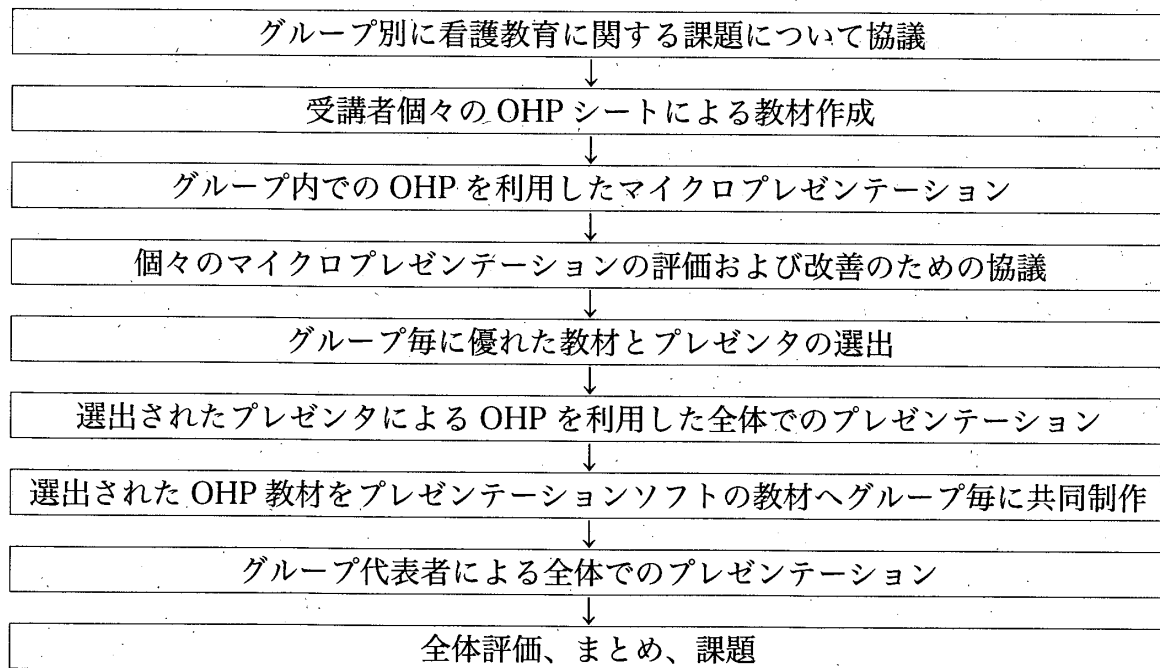 グループ別に看護教育に関する課題について協議
↓
受講者個々の OHP シートによる教材作成
↓
グループ内での OHP を利用したマイクロプレゼンテーション
↓
個々のマイクロプレゼンテーションの評価および改善のための協議
↓
グループ毎に優れた教材とプレゼンタの選出
↓
選出されたプレゼンタによる OHP を利用した全体でのプレゼンテーション
↓
選出された OHP 教材をプレゼンテーションソフトの教材へグループ毎に共同制作
↓
グループ代表者による全体でのプレゼンテーション
↓
全体評価、まとめ、課題